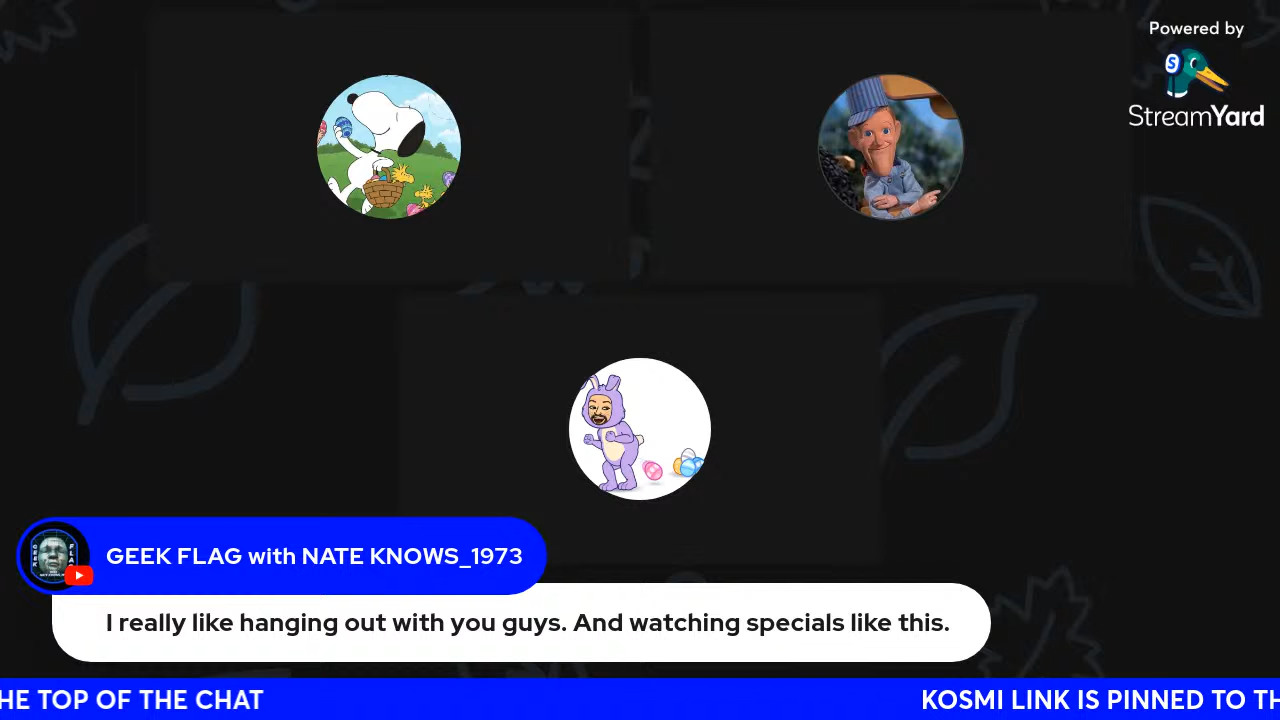 Powered by
StreamYard
GEEK FLAG with NATE KNOWS_1973
I really like hanging out with you guys. And watching specials like this.
HE TOP OF THE CHAT
KOSMI LINK IS PINNED TO TH